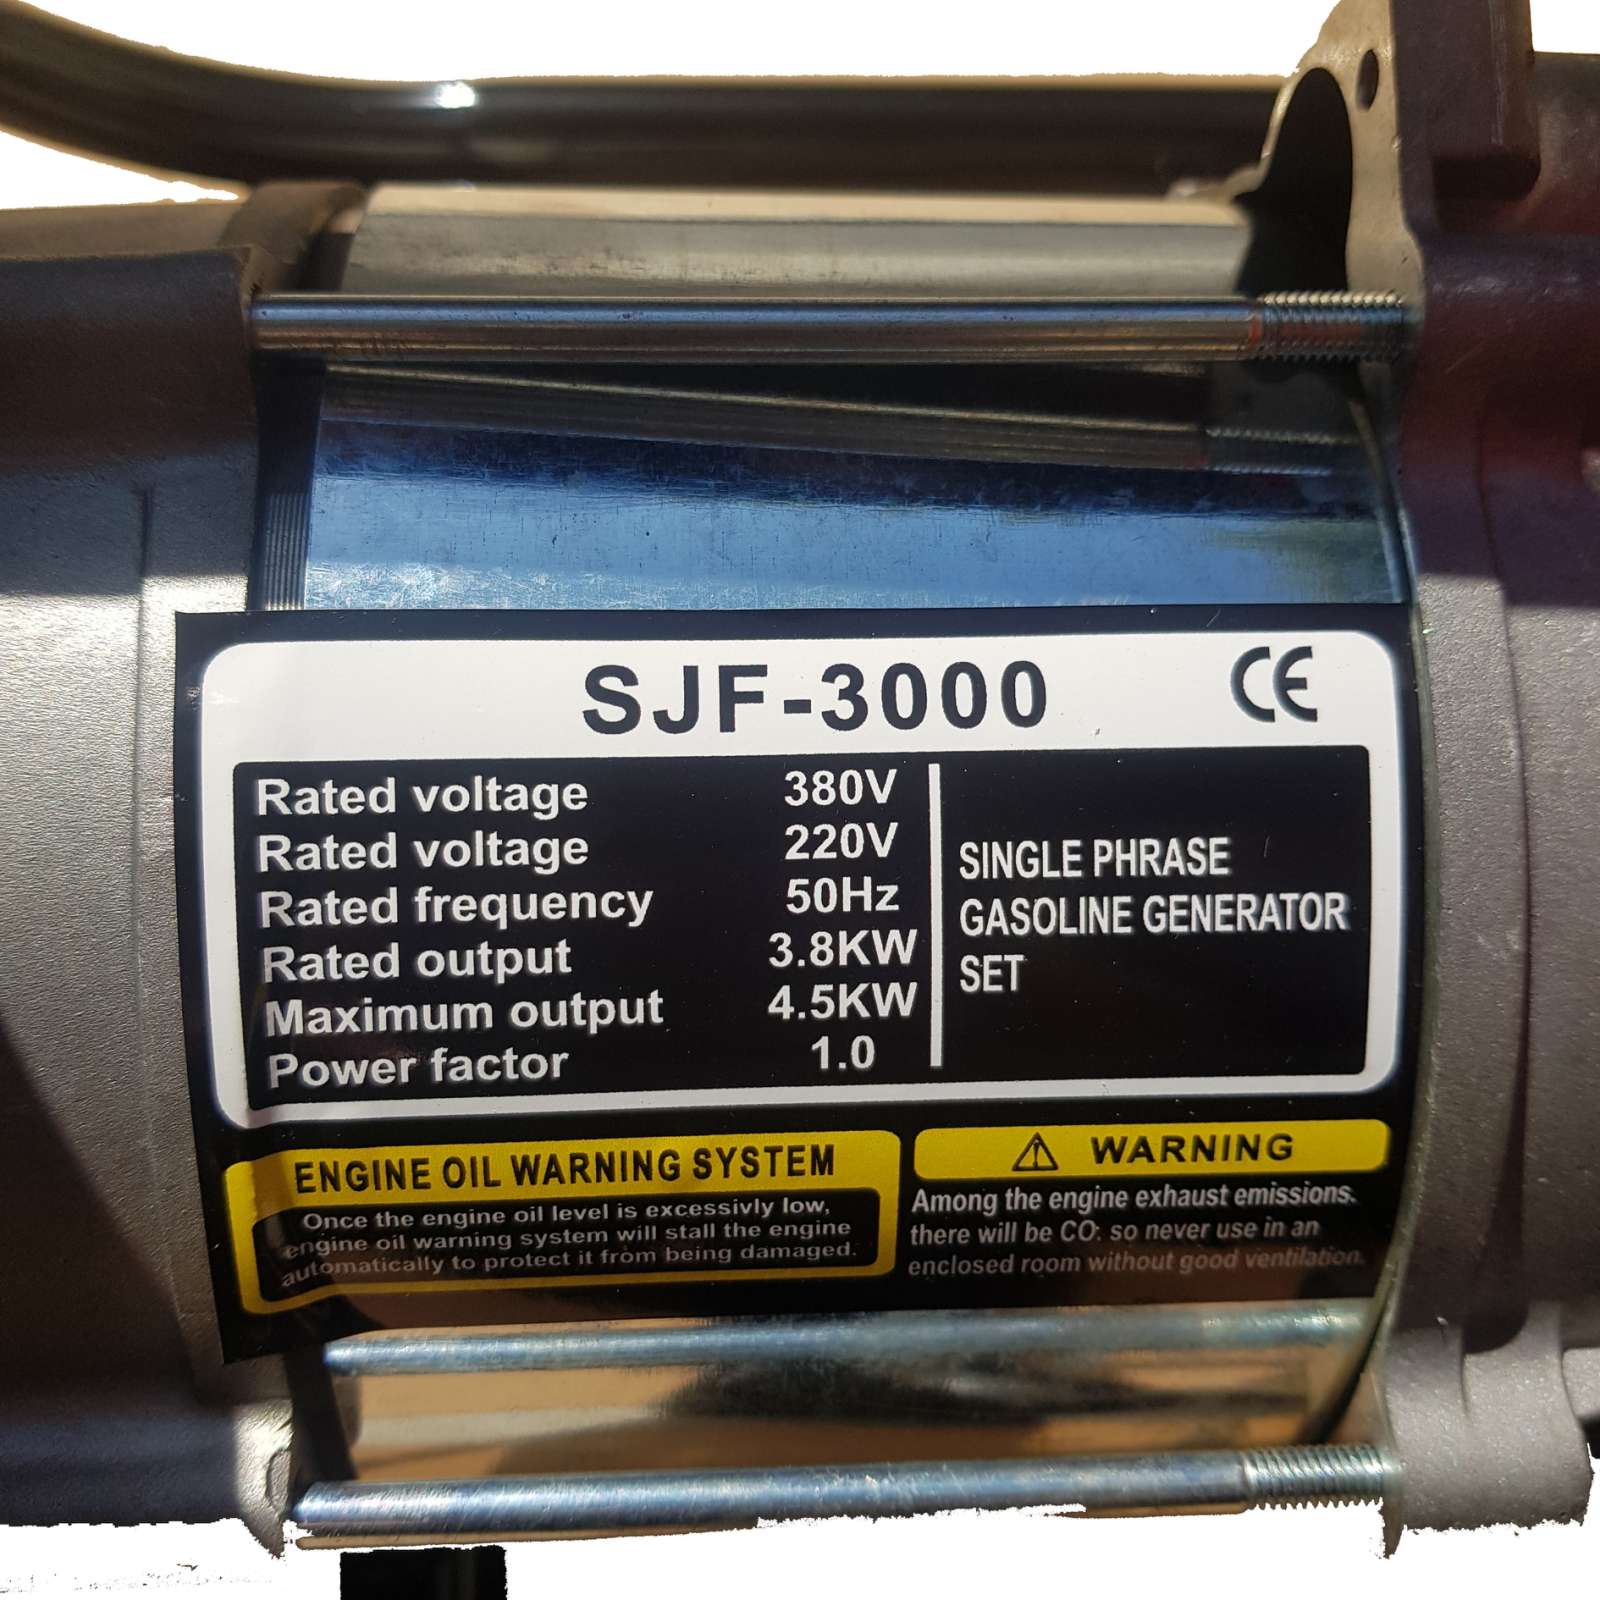 SJF-3000 CE
Rated voltage 380V
Rated voltage 220V
Rated frequency 50Hz
Rated output 3.8KW
Maximum output 4.5KW
Power factor 1.0
SINGLE PHRASE
GASOLINE GENERATOR
SET
ENGINE OIL WARNING SYSTEM
Once the engine oil level is excessivly low,
engine oil warning system will stall the engine
automatically to protect it from being damaged.
WARNING
Among the engine exhaust emissions.
there will be CO: so never use in an
enclosed room without good ventilation.